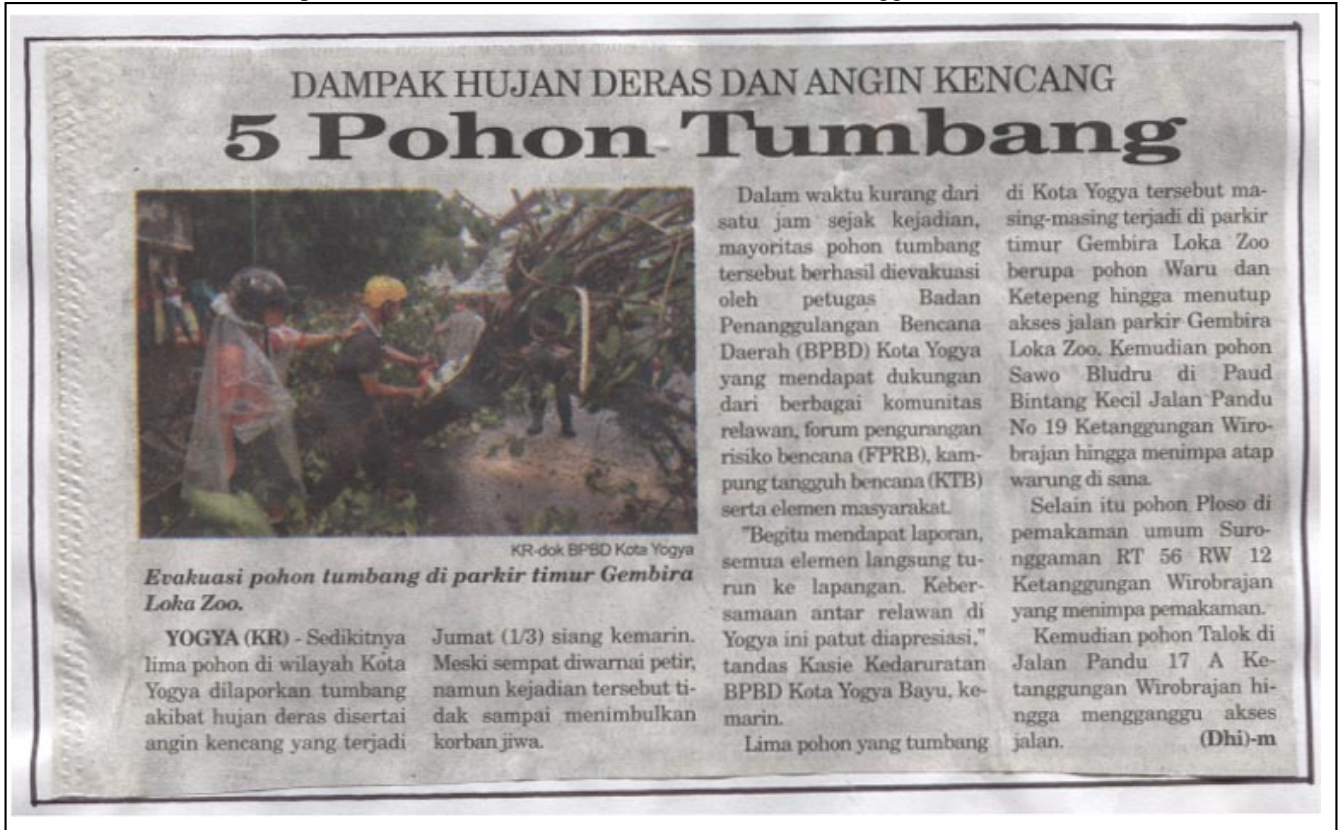 DAMPAK HUJAN DERAS DAN ANGIN KENCANG
5 Pohon Tumbang
KR-dok BPBD Kota Yogya
Evakuasi pohon tumbang di parkir timur Gembira
Loka Zoo.
YOGYA (KR) - Sedikitnya
lima pohon di wilayah Kota
Yogya dilaporkan tumbang
akibat hujan deras disertai
angin kencang yang terjadi
Jumat (1/3) siang kemarin.
Meski sempat diwarnai petir,
namun kejadian tersebut ti-
dak sampai menimbulkan
korban jiwa.
Dalam waktu kurang dari
satu jam sejak kejadian,
mayoritas pohon tumbang
tersebut berhasil dievakuasi
oleh petugas Badan
Penanggulangan Bencana
Daerah (BPBD) Kota Yogya
yang mendapat dukungan
dari berbagai komunitas
relawan, forum pengurangan
risiko bencana (FPRB), kam-
pung tangguh bencana (KTB)
serta elemen masyarakat.
"Begitu mendapat laporan,
semua elemen langsung tu-
run ke lapangan. Keber-
samaan antar relawan di
Yogya ini patut diapresiasi,"
tandas Kasie Kedaruratan
BPBD Kota Yogya Bayu, ke-
marin.
Lima pohon yang tumbang
di Kota Yogya tersebut ma-
sing-masing terjadi di parkir
timur Gembira Loka Zoo
berupa pohon Waru dan
Ketepeng hingga menutup
akses jalan parkir Gembira
Loka Zoo. Kemudian pohon
Sawo Bludru di Paud
Bintang Kecil Jalan Pandu
No 19 Ketanggungan Wiro-
brajan hingga menimpa atap
warung di sana.
Selain itu pohon Ploso di
pemakaman umum Suro-
nggaman RT 56 RW 12
Ketanggungan Wirobrajan
yang menimpa pemakaman.
Kemudian pohon Talok di
Jalan Pandu 17 A Ke-
tanggungan Wirobrajan hi-
ngga mengganggu akses
jalan. (Dhi)-m